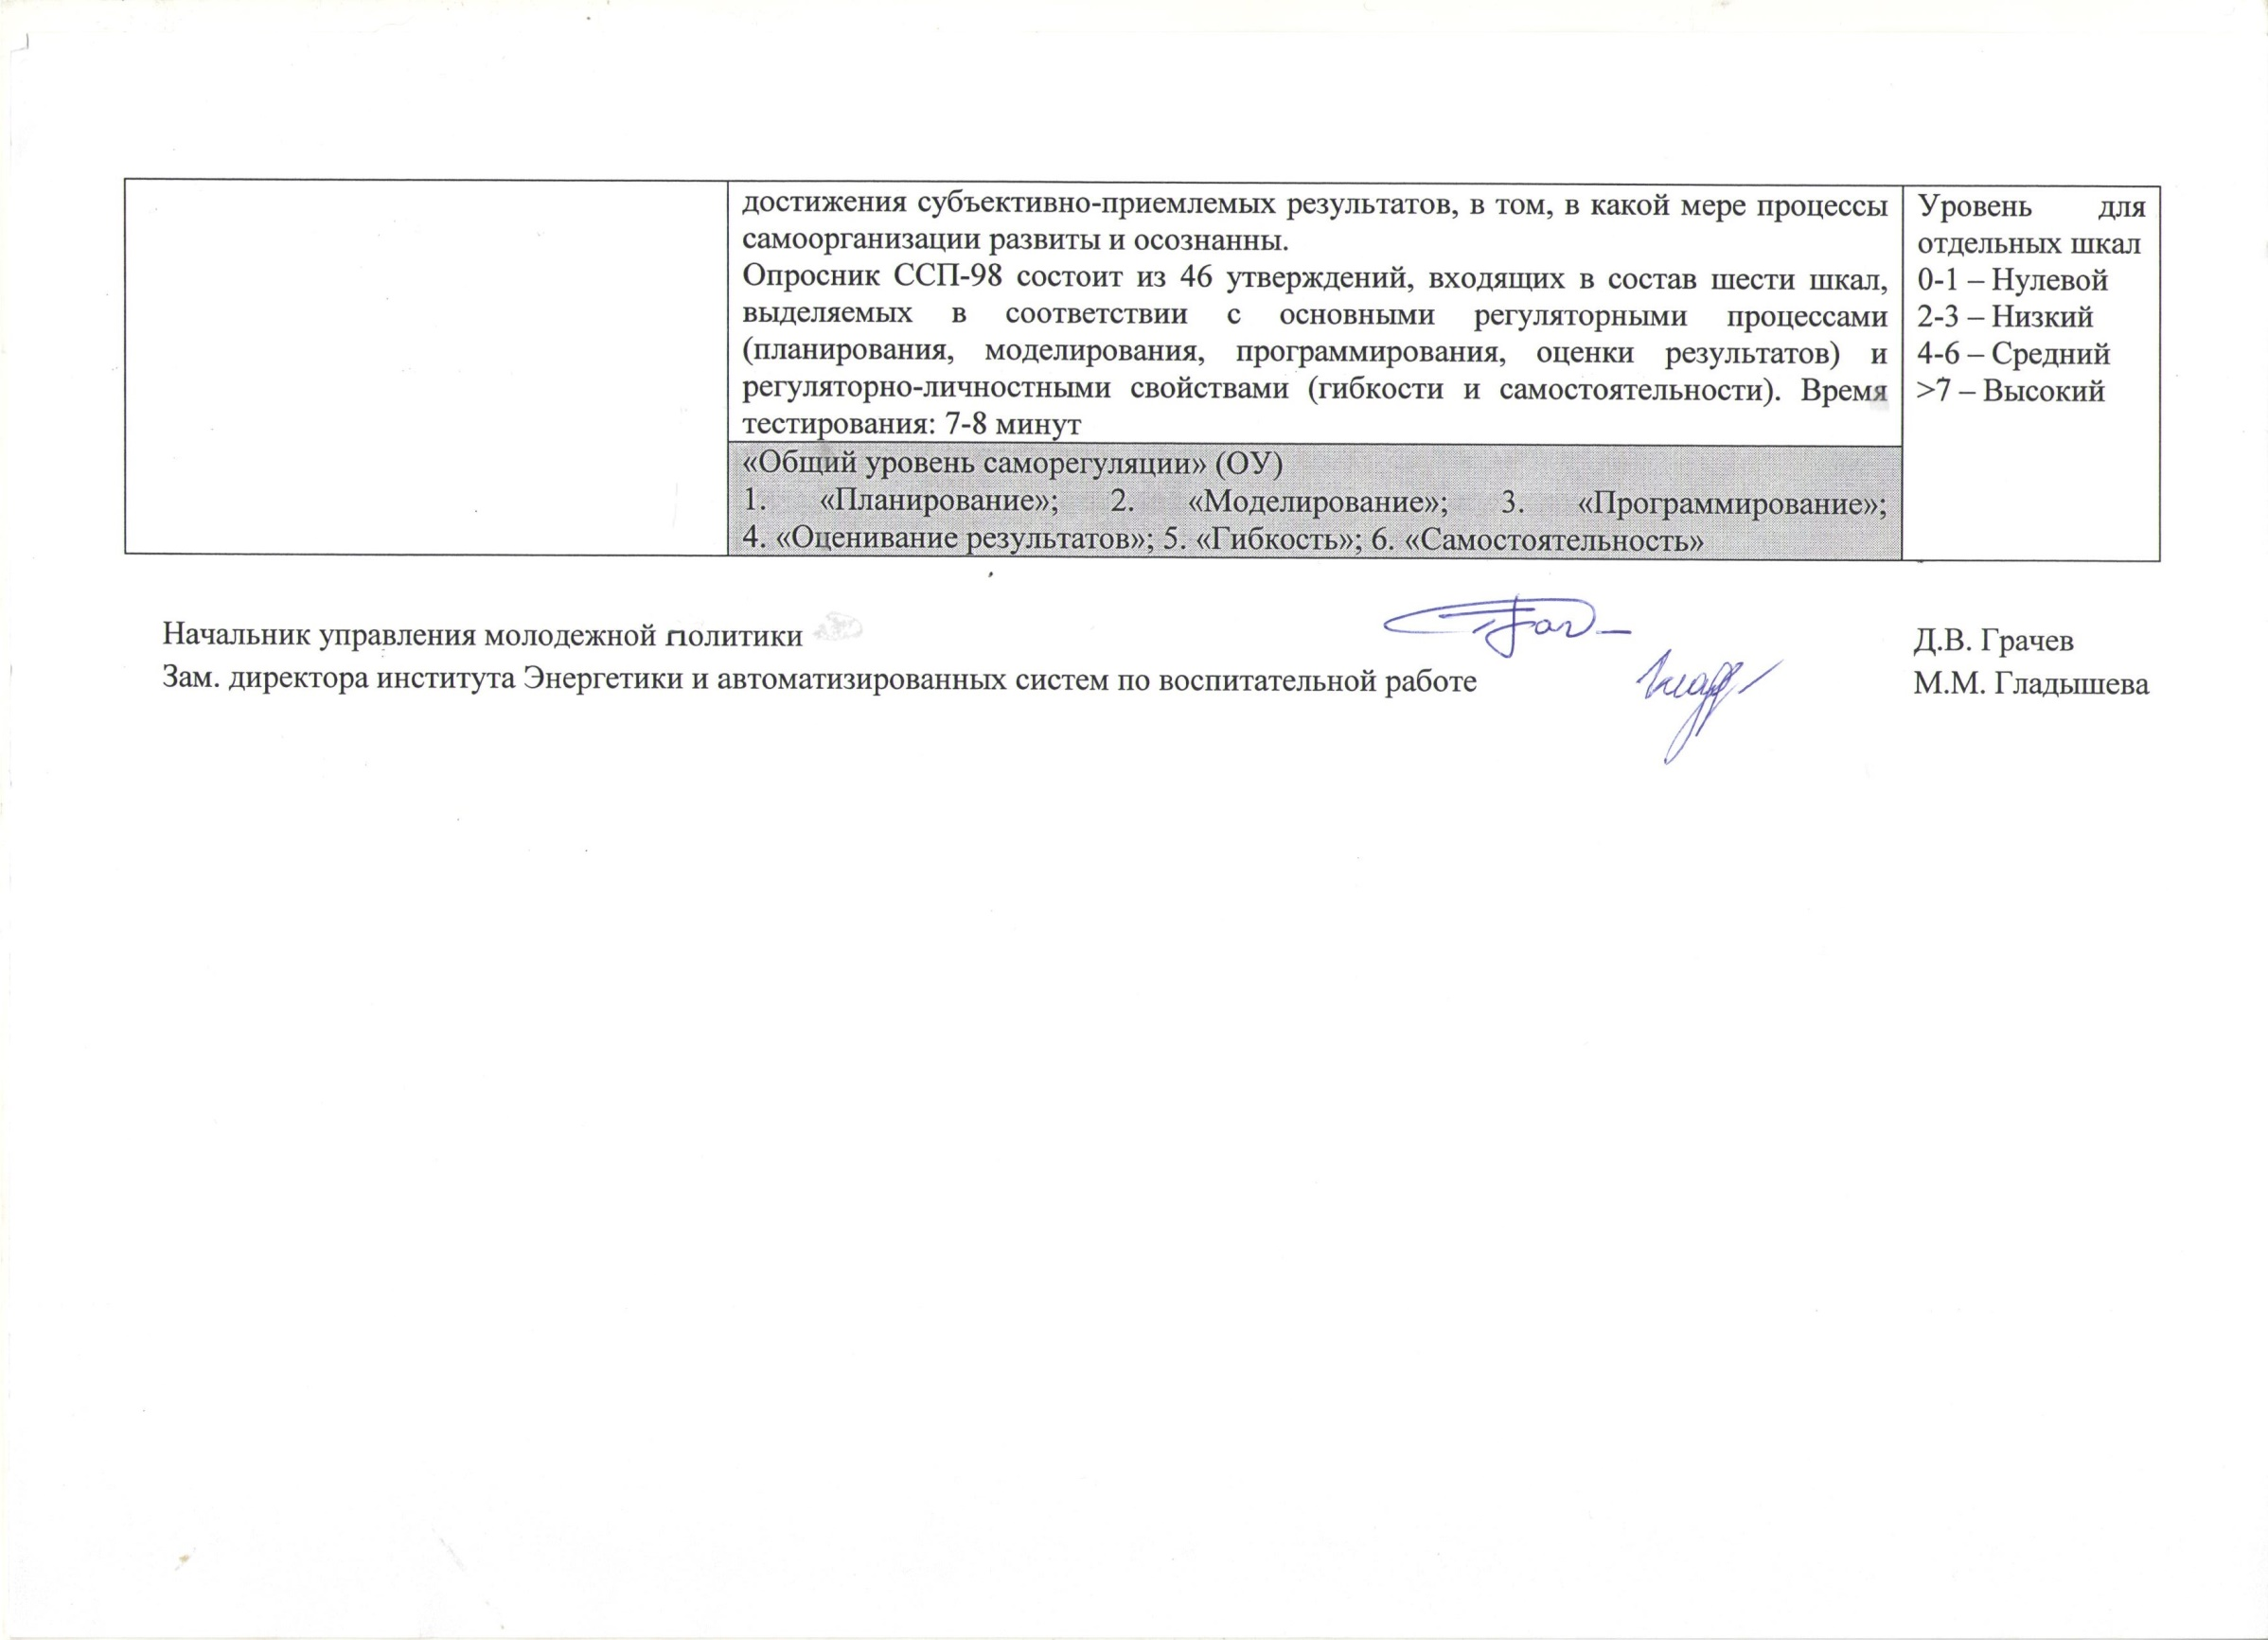 достижения субъективно-приемлемых результатов, в том, в какой мере процессы
самоорганизации развиты и осознанны.
Опросник ССП-98 состоит из 46 утверждений, входящих в состав шести шкал,
выделяемых в соответствии с основными регуляторными процессами
(планирования, моделирования, программирования, оценки результатов) и
регуляторно-личностными свойствами (гибкости и самостоятельности). Время
тестирования: 7-8 минут
«Общий уровень саморегуляции» (ОУ)
1. «Планирование»; 2. «Моделирование»; 3. «Программирование»;
4. «Оценивание результатов»; 5. «Гибкость»; 6. «Самостоятельность»
Уровень для
отдельных шкал
0-1 – Нулевой
2-3 – Низкий
4-6 – Средний
>7 – Высокий
Начальник управления молодежной политики Д.В. Грачев
Зам. директора института Энергетики и автоматизированных систем по воспитательной работе М.М. Гладышева